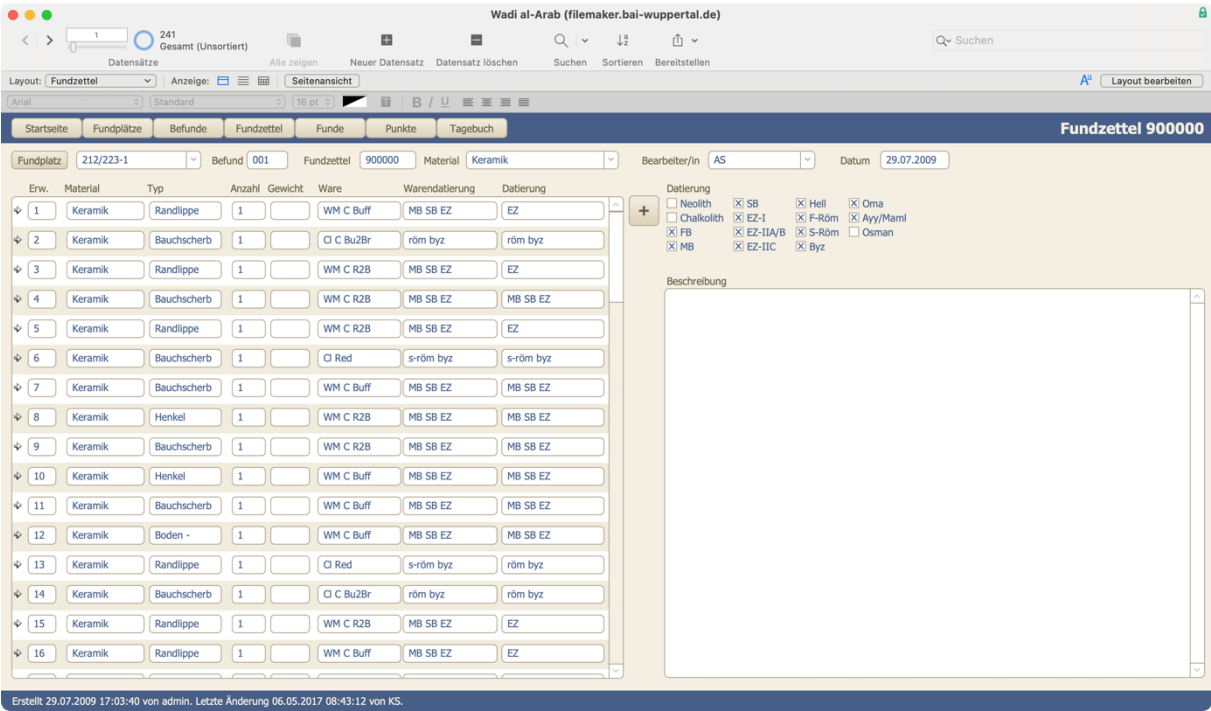 Wadi al-Arab (filemaker.bai-wuppertal.de)
1 241 Gesamt (Unsortiert) Suchen
Datensätze Alle zeigen Neuer Datensatz Datensatz löschen Suchen Sortieren Bereitstellen
Layout: Fundzettel Anzeige: Seitenansicht Aa Layout bearbeiten
Arial Standard 16 pt B I U
Startseite Fundplätze Befunde Fundzettel Funde Punkte Tagebuch Fundzettel 900000
Fundplatz 212/223-1 Befund 001 Fundzettel 900000 Material Keramik Bearbeiter/in AS Datum 29.07.2009
Erw. Material Typ Anzahl Gewicht Ware Warendatierung Datierung
1 Keramik Randlippe 1 WM C Buff MB SB EZ EZ
2 Keramik Bauchscherb 1 Cl C Bu2Br röm byz röm byz
3 Keramik Randlippe 1 WM C R2B MB SB EZ EZ
4 Keramik Bauchscherb 1 WM C R2B MB SB EZ MB SB EZ
5 Keramik Randlippe 1 WM C R2B MB SB EZ EZ
6 Keramik Bauchscherb 1 Cl Red s-röm byz s-röm byz
7 Keramik Bauchscherb 1 WM C Buff MB SB EZ MB SB EZ
8 Keramik Henkel 1 WM C R2B MB SB EZ MB SB EZ
9 Keramik Bauchscherb 1 WM C R2B MB SB EZ MB SB EZ
10 Keramik Henkel 1 WM C Buff MB SB EZ MB SB EZ
11 Keramik Bauchscherb 1 WM C Buff MB SB EZ MB SB EZ
12 Keramik Boden - 1 WM C Buff MB SB EZ MB SB EZ
13 Keramik Randlippe 1 Cl Red s-röm byz röm byz
14 Keramik Bauchscherb 1 Cl C Bu2Br röm byz röm byz
15 Keramik Randlippe 1 WM C R2B MB SB EZ EZ
16 Keramik Randlippe 1 WM C Buff MB SB EZ EZ
+
Datierung
Neolith SB Hell Oma
Chalkolith EZ-I F-Röm Ayy/Maml
FB EZ-IIA/B S-Röm Osman
MB EZ-IIC Byz
Beschreibung
Erstellt 29.07.2009 17:03:40 von admin. Letzte Änderung 06.05.2017 08:43:12 von KS.